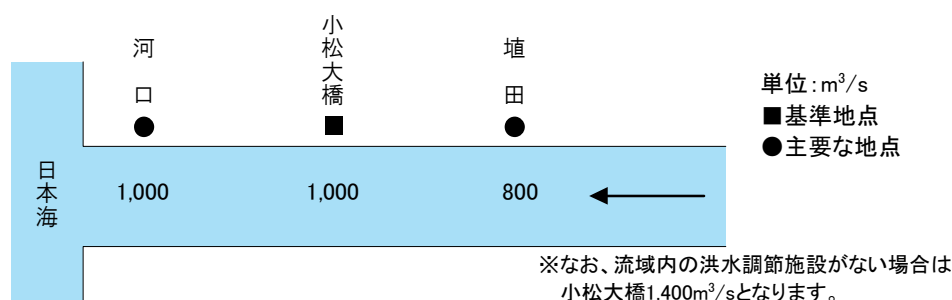 河口
小松大橋
埴田
単位:m³/s
■基準地点
●主要な地点
日本海
1,000
1,000
800
※なお、流域内の洪水調節施設がない場合は
小松大橋1,400m³/sとなります。